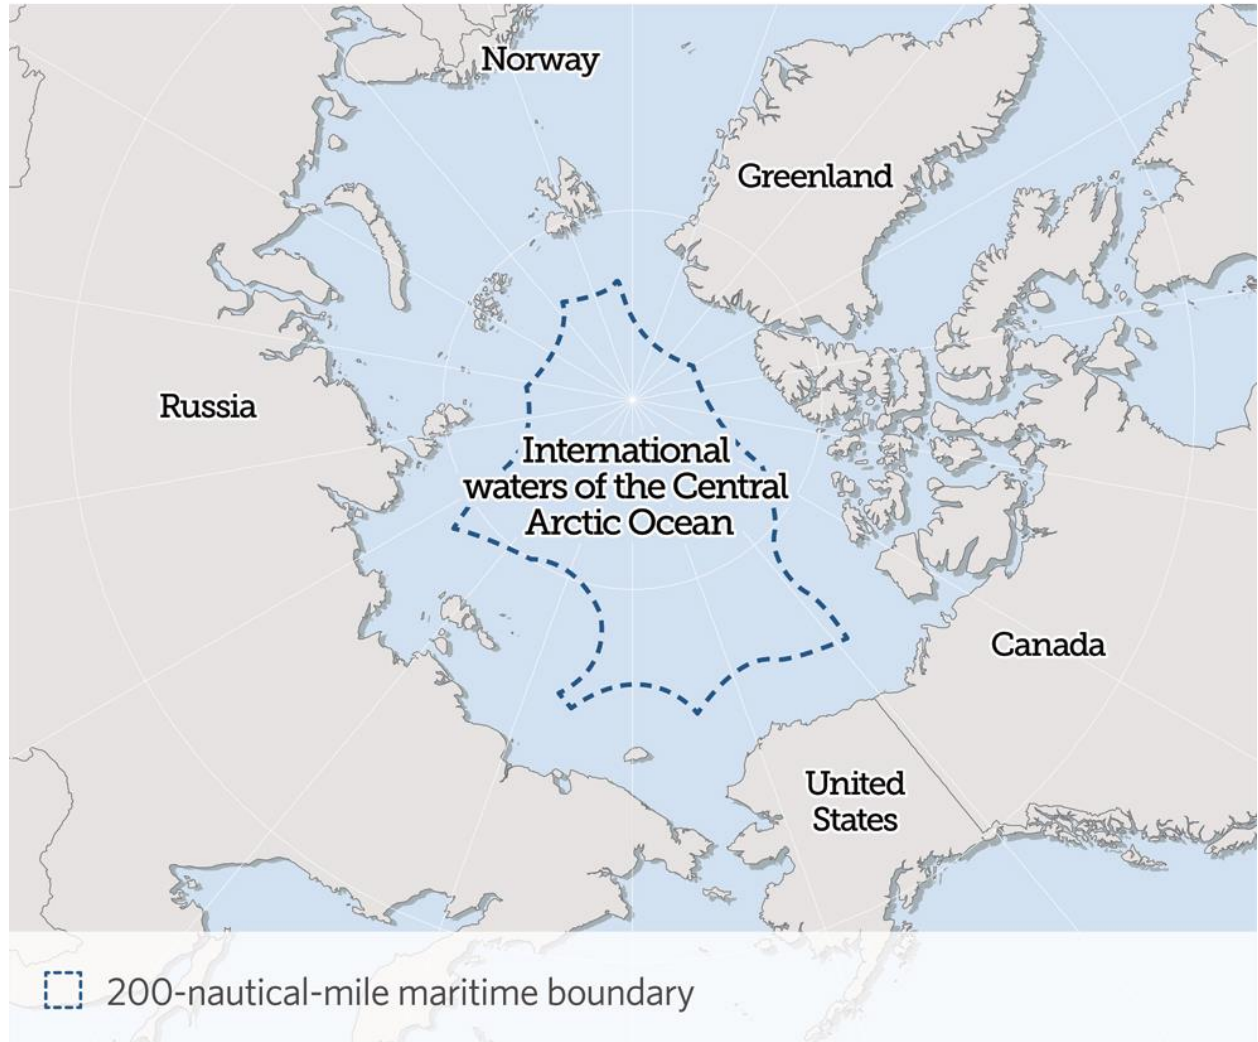 Norway
Greenland
Russia
International
waters of the Central
Arctic Ocean
Canada
United
States
200-nautical-mile maritime boundary